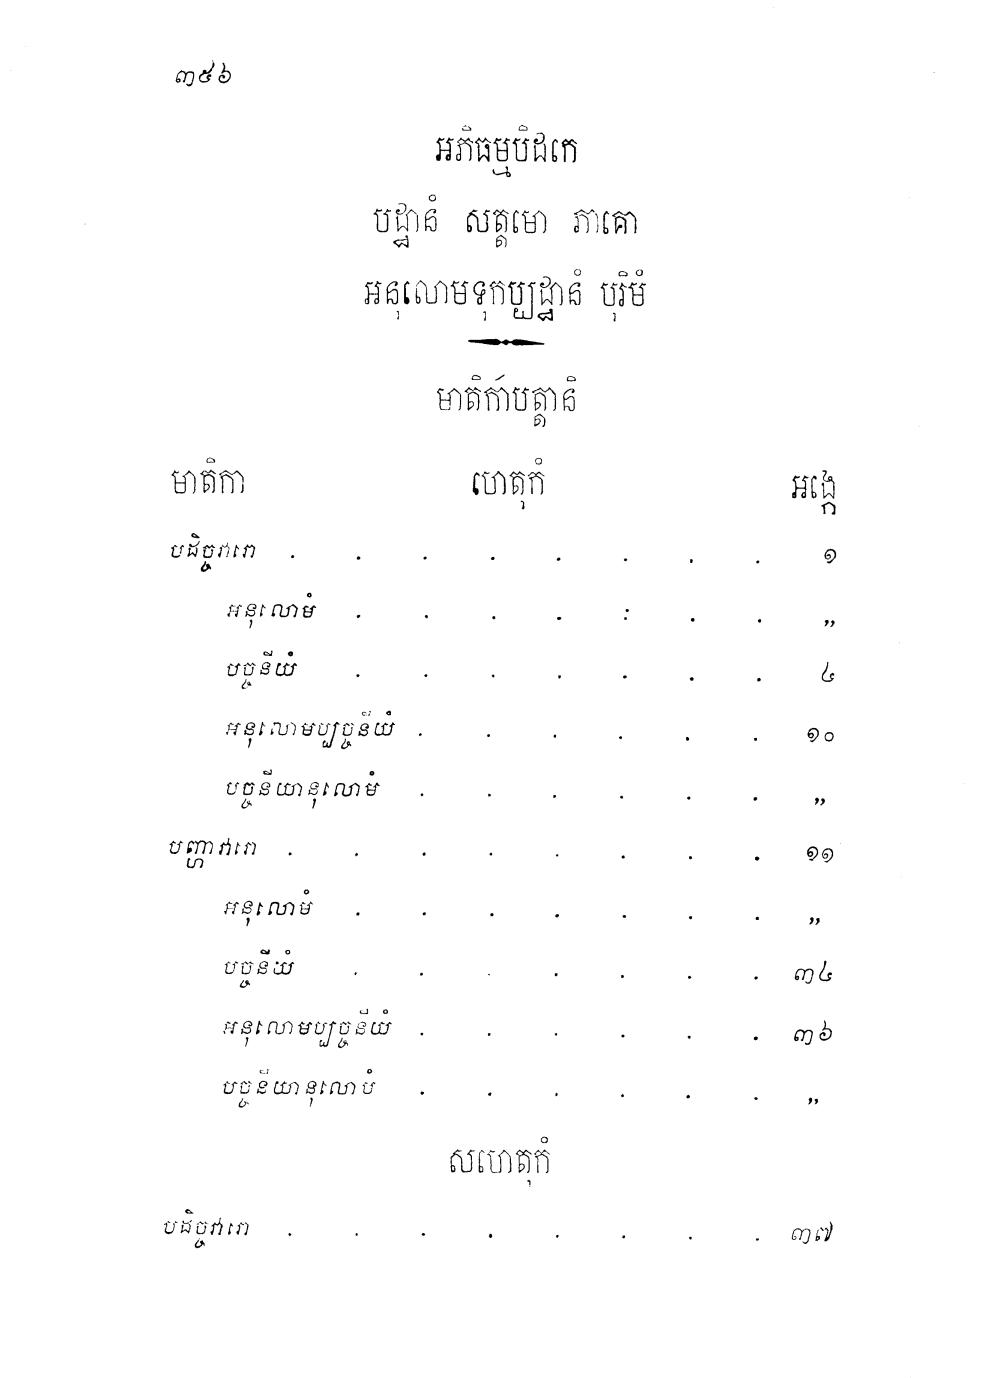 ៣៥៦
អភិធម្មបិដកេ
បដ្ឋានំ សត្តមោ ភាគោ
អនុលោមទុកប្បដ្ឋានំ បុរិមំ
មាតិកាបត្តានិ
មាតិកា ហេតុកំ អង្កេ
បដិច្ចវារោ . . . . . . . . ១
អនុលោមំ . . . . : . . ,,
បច្ចនីយំ . . . . . . . ៤
អនុលោមប្បច្ចនីយំ . . . . . . ១០
បច្ចនីយានុលោមំ . . . . . . ,,
បញ្ហាវារោ . . . . . . . . ១១
អនុលោមំ . . . . . . . ,,
បច្ចនីយំ . . . . . . . ៣៤
អនុលោមប្បច្ចនីយំ . . . . . . ៣៦
បច្ចនីយានុលោមំ . . . . . . ,,
សហេតុកំ
បដិច្ចវារោ . . . . . . . . ៣៧